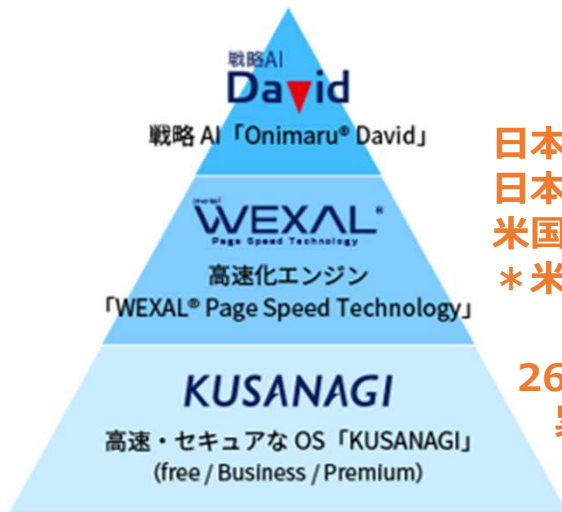 戦略AI
David
戦略 AI「Onimaru® David」
WEXAL®
Page Speed Technology
高速化エンジン
「WEXAL® Page Speed Technology」
KUSANAGI
高速・セキュアな OS「KUSANAGI」
(free / Business / Premium)
日本
日本
米国
＊米
26